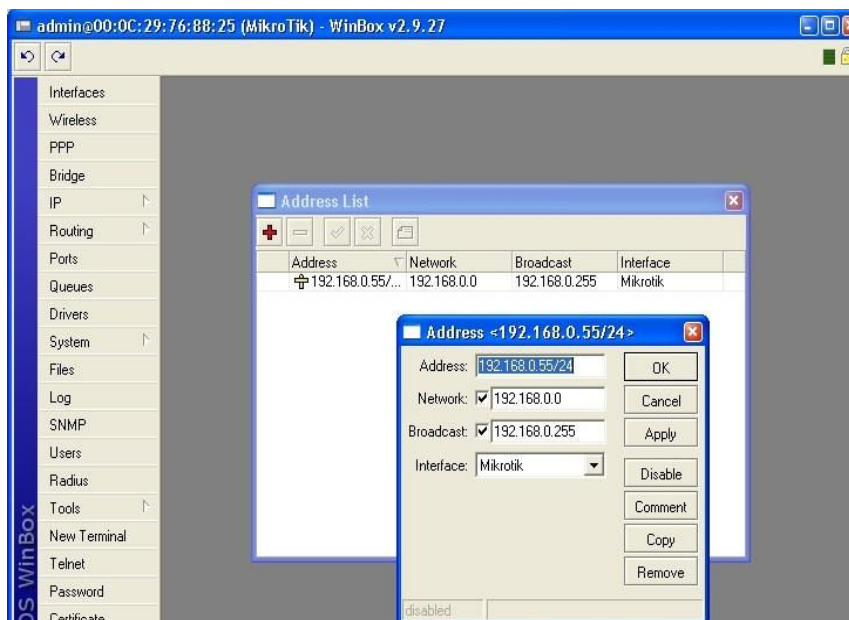 admin@00:0C:29:76:88:25 (MikroTik) - WinBox v2.9.27
Interfaces
Wireless
PPP
Bridge
IP
Routing
Ports
Queues
Drivers
System
Files
Log
SNMP
Users
Radius
Tools
New Terminal
Telnet
Password
Certificate
OS WinBox
Address List
Address Network Broadcast Interface
192.168.0.55/... 192.168.0.0 192.168.0.255 Mikrotik
Address <192.168.0.55/24>
Address: 192.168.0.55/24 OK
Network: 192.168.0.0 Cancel
Broadcast: 192.168.0.255 Apply
Interface: Mikrotik Disable
Comment
Copy
Remove
disabled